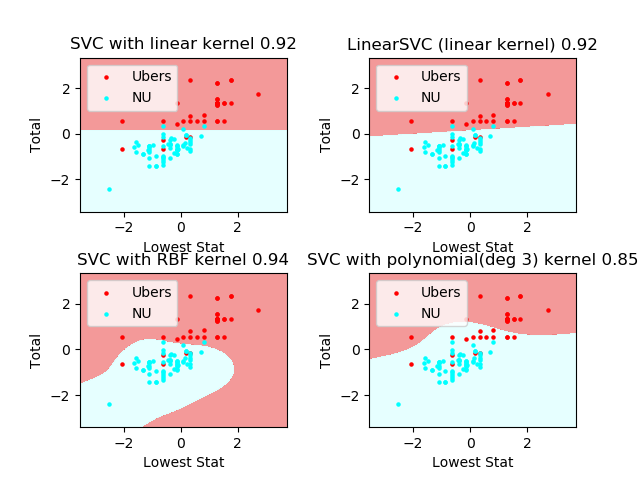 SVC with linear kernel 0.92
Ubers
NU
Total
2
0
−2
−2
0
2
Lowest Stat
LinearSVC (linear kernel) 0.92
Ubers
NU
Total
2
0
−2
−2
0
2
Lowest Stat
SVC with RBF kernel 0.94
Ubers
NU
Total
2
0
−2
−2
0
2
Lowest Stat
SVC with polynomial(deg 3) kernel 0.85
Ubers
NU
Total
2
0
−2
−2
0
2
Lowest Stat